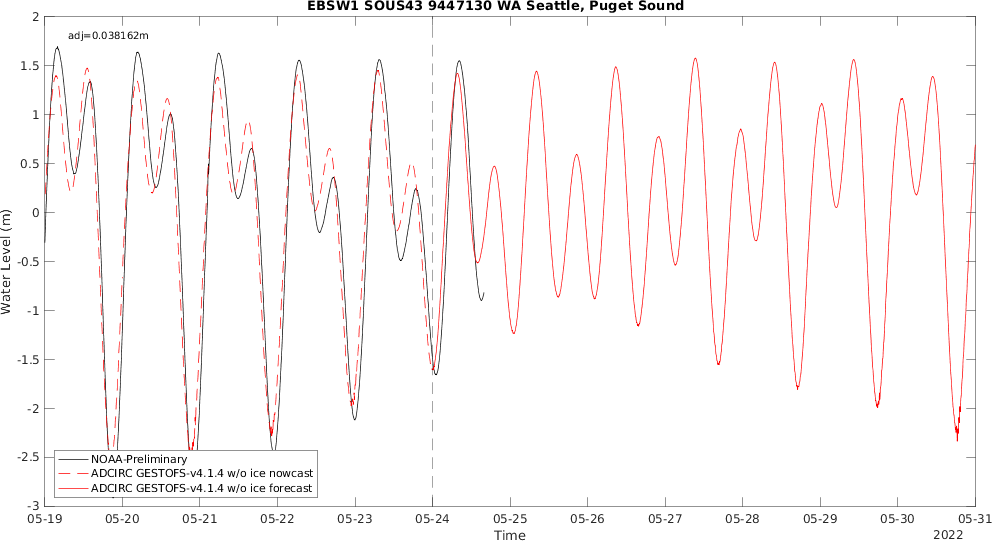 EBSW1 SOUS43 9447130 WA Seattle, Puget Sound
adj=0.038162m
2
1.5
1
0.5
0
-0.5
-1
-1.5
-2
-2.5
-3
Water Level (m)
NOAA-Preliminary
ADCIRC GESTOFS-v4.1.4 w/o ice nowcast
ADCIRC GESTOFS-v4.1.4 w/o ice forecast
05-19 05-20 05-21 05-22 05-23 05-24 05-25 05-26 05-27 05-28 05-29 05-30 05-31
Time
2022